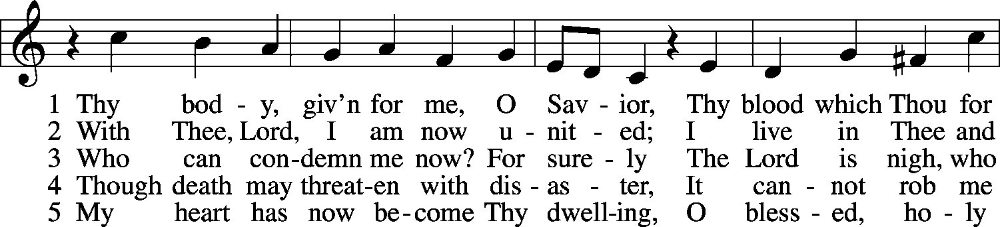 1 Thy bod - y, giv’n for me, O Sav - ior, Thy blood which Thou for
2 With Thee, Lord, I am now u - nit - ed; I live in Thee and
3 Who can con-demn me now? For sure - ly The Lord is nigh, who
4 Though death may threat-en with dis - as - ter, It can - not rob me
5 My heart has now be-come Thy dwell-ing, O bless - ed, ho - ly